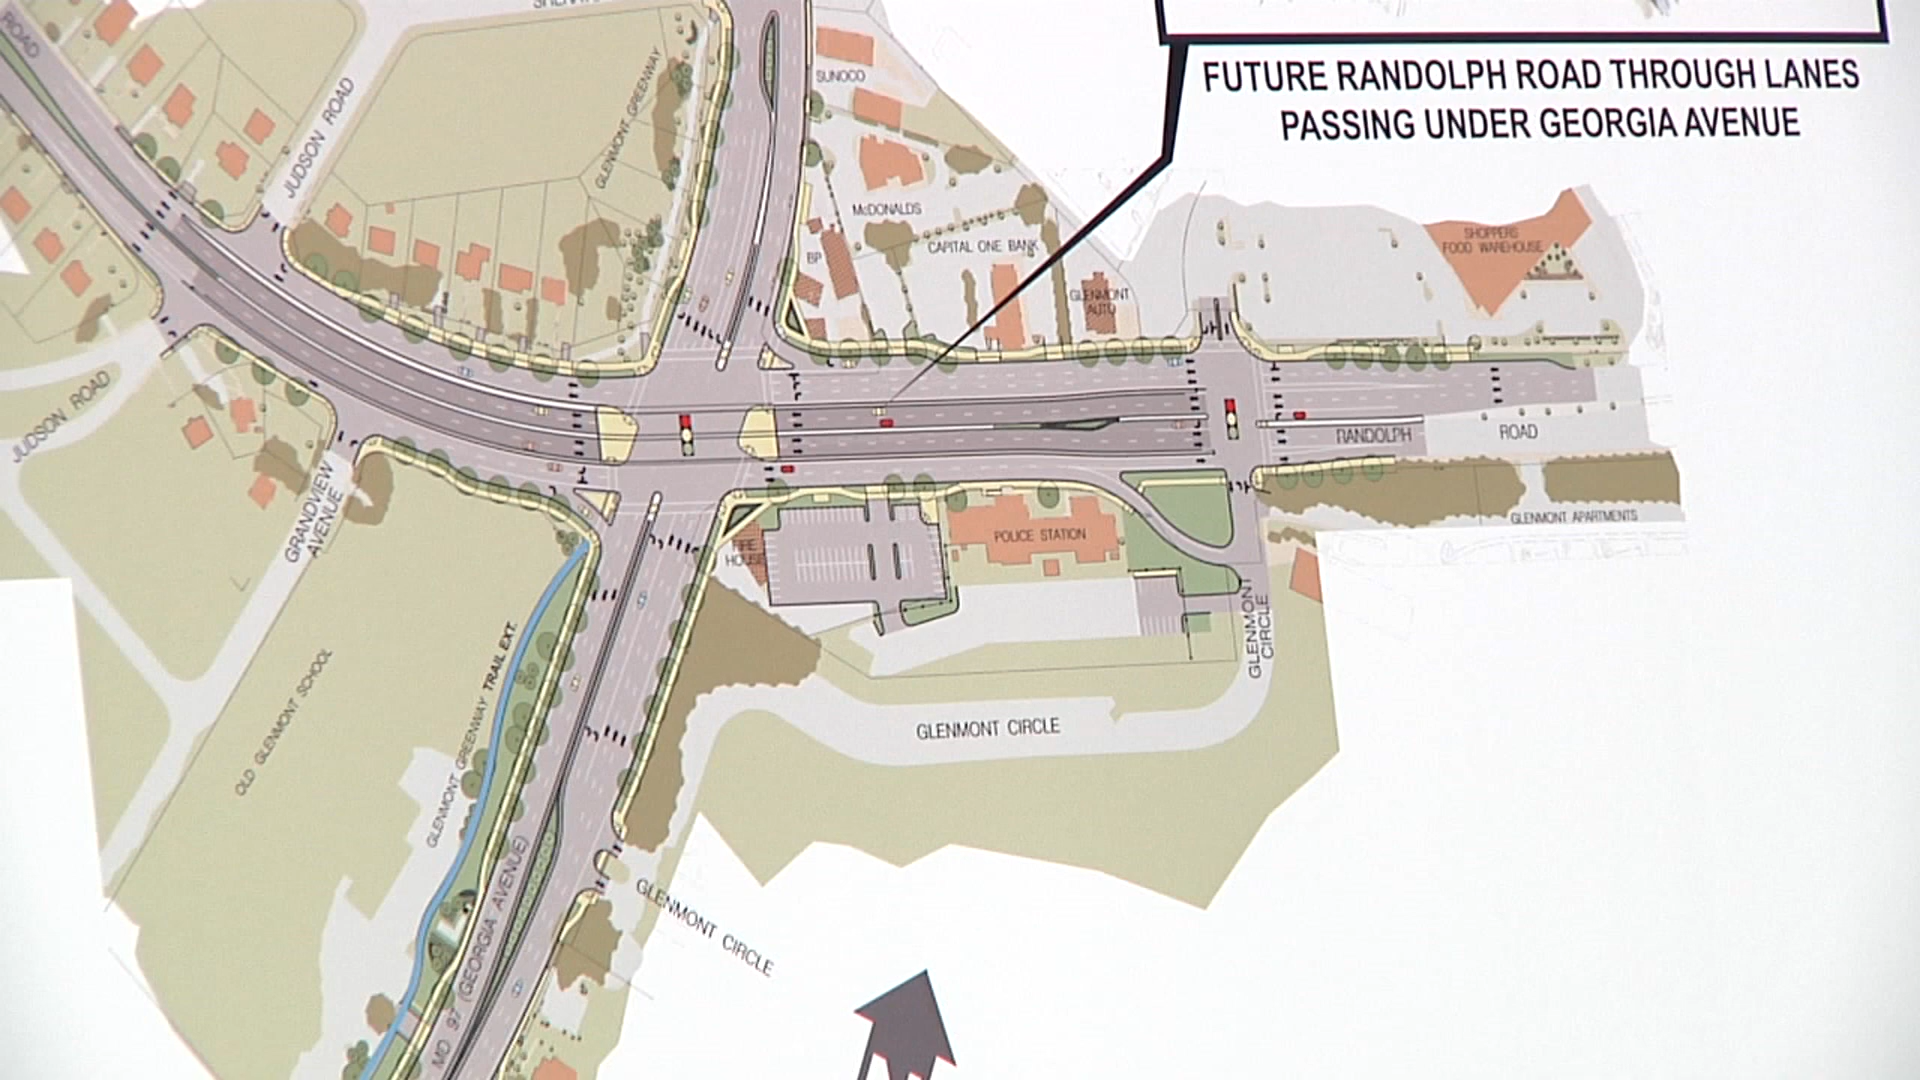 FUTURE RANDOLPH ROAD THROUGH LANES
PASSING UNDER GEORGIA AVENUE
ROAD
JUDSON ROAD
GLENMONT GREENWAY
SUNOCO
McDONALDS
BP
CAPITAL ONE BANK
GLENMONT
AUTO
SHOPPERS
FOOD WAREHOUSE
JUDSON ROAD
GRANDVIEW
AVENUE
RANDOLPH
ROAD
GLENMONT APARTMENTS
FIRE
HOUSE
POLICE STATION
GLENMONT
CIRCLE
OLD GLENMONT SCHOOL
GLENMONT GREENWAY TRAIL EXT.
GLENMONT CIRCLE
GLENMONT CIRCLE
MD 97 (GEORGIA AVENUE)